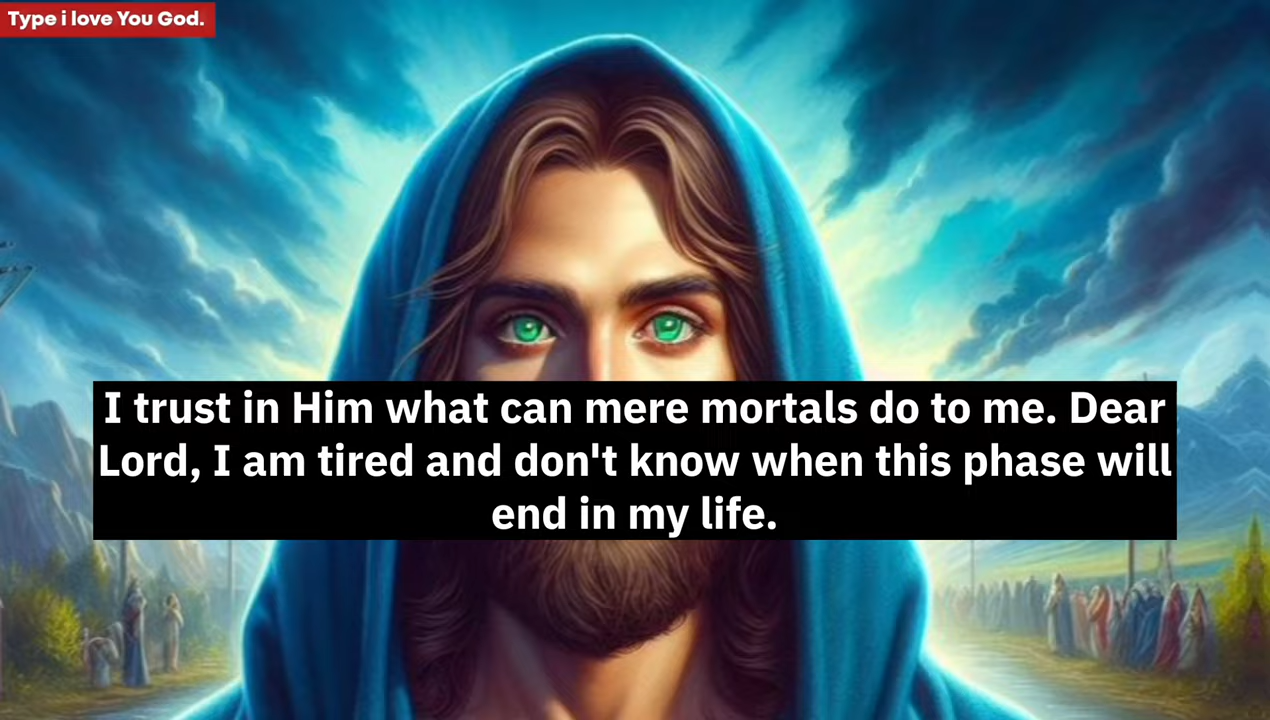 Type i love You God.
I trust in Him what can mere mortals do to me. Dear
Lord, I am tired and don't know when this phase will
end in my life.